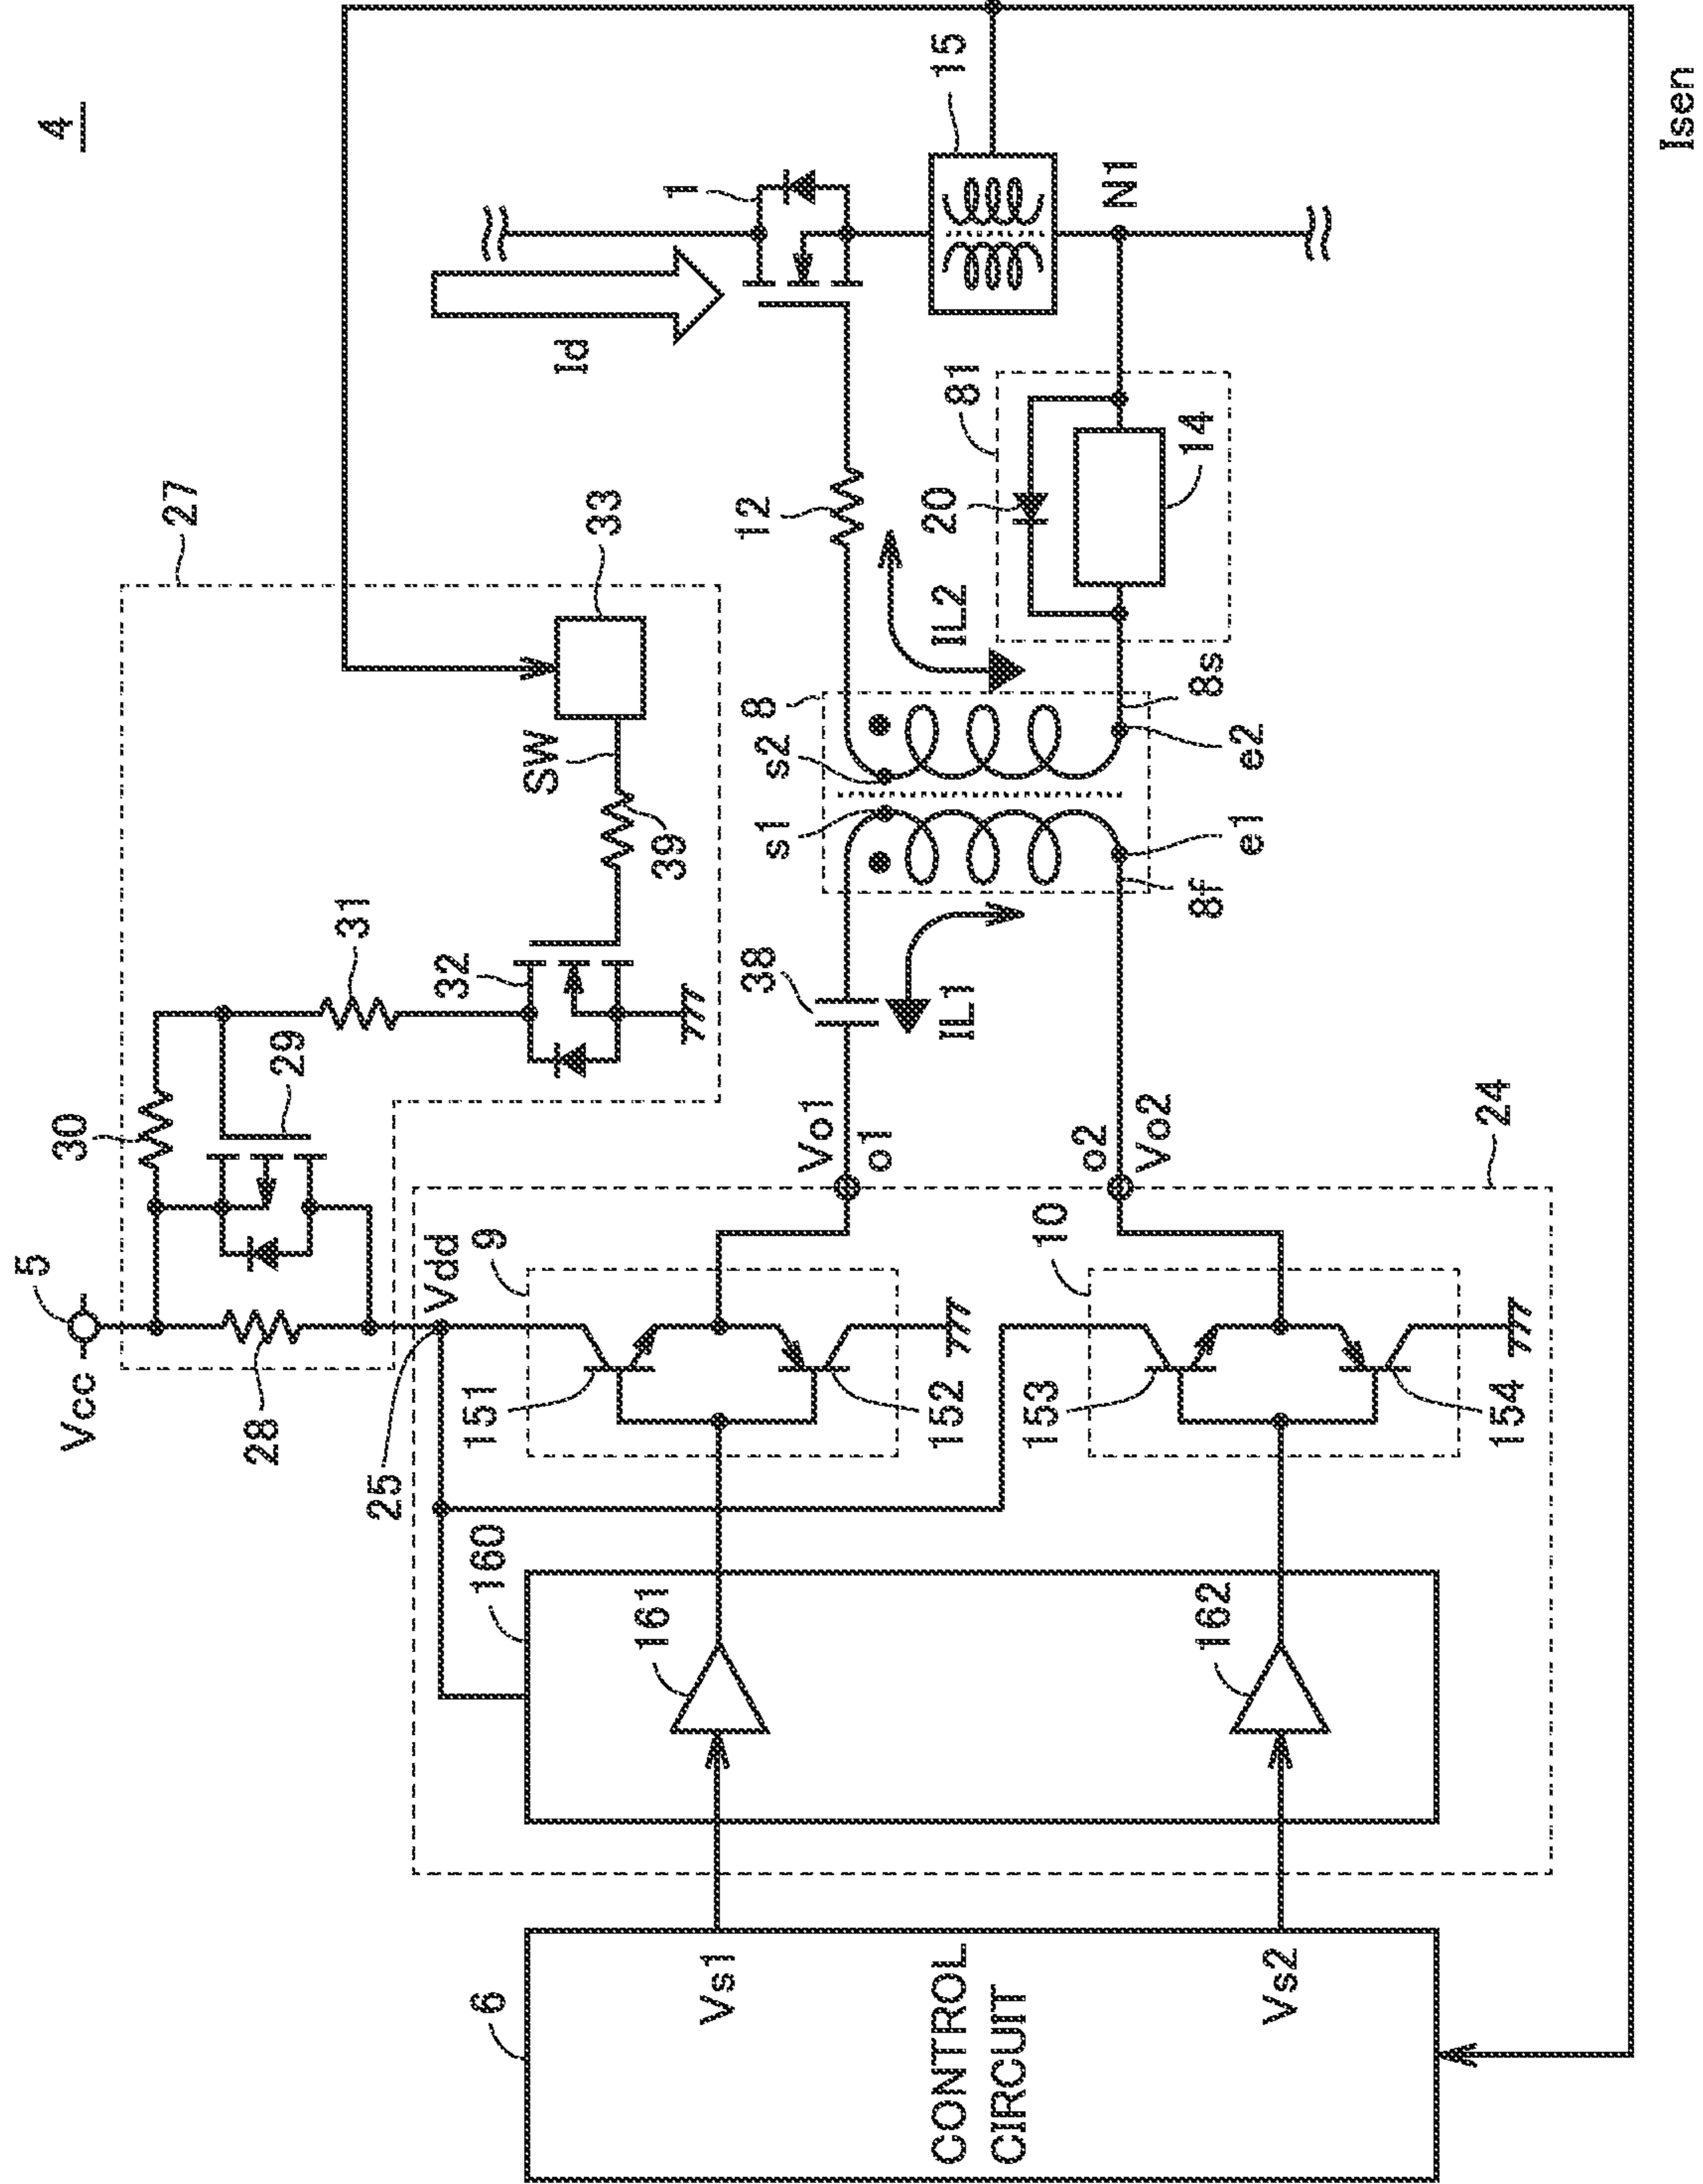 4
Vcc
5
27
30
28
29
31
32
33
SW
39
Id
1
15
Isen
25
Vdd
9
151
152
Vo1
o1
38
IL1
8
s1
s2
12
IL2
20
81
14
N1
8f
e1
e2
8s
o2
Vo2
24
10
153
154
160
161
162
6
Vs1
CONTROL
CIRCUIT
Vs2